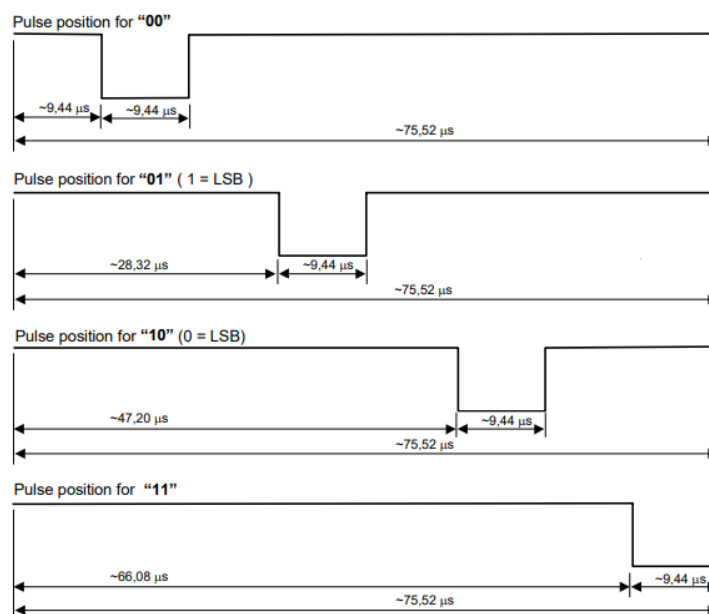 Pulse position for “00”
~9,44 μs ~9,44 μs
~75,52 μs
Pulse position for “01” ( 1 = LSB )
~28,32 μs ~9,44 μs
~75,52 μs
Pulse position for “10” (0 = LSB)
~47,20 μs ~9,44 μs
~75,52 μs
Pulse position for “11”
~66,08 μs ~9,44 μs
~75,52 μs